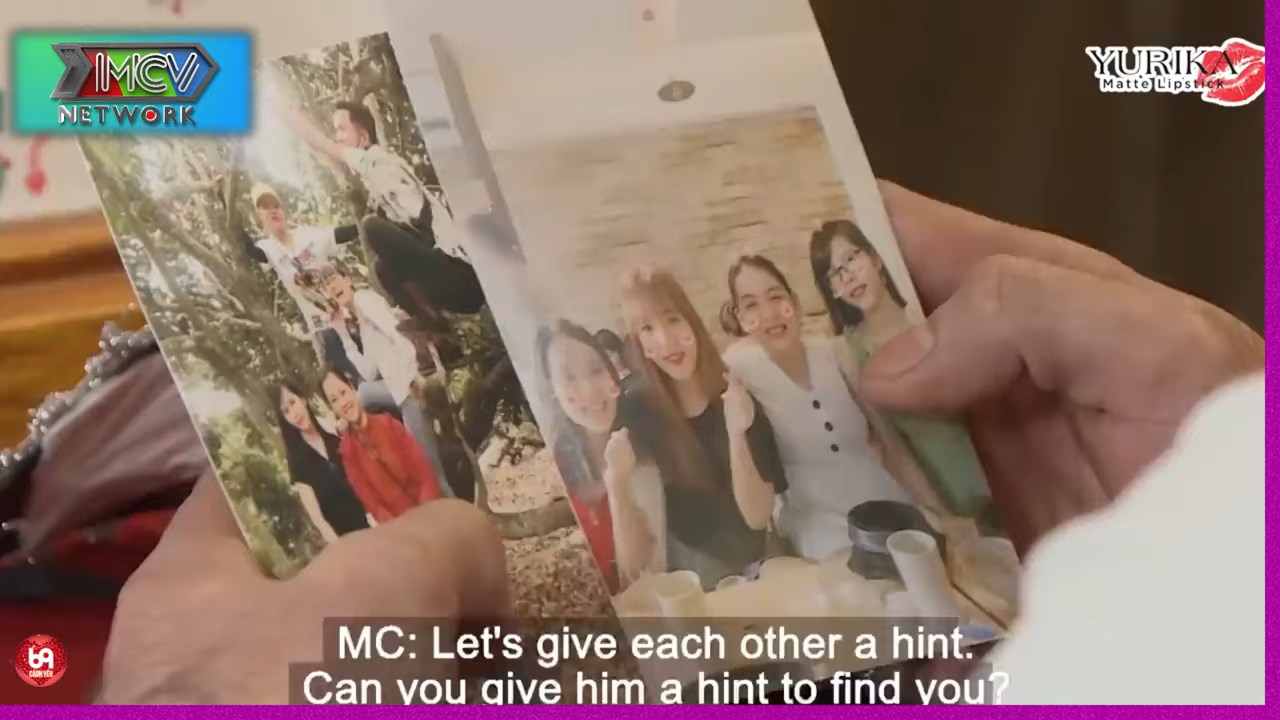 MCV
NETWORK
YURIKA
Matte Lipstick
MC: Let's give each other a hint.
Can you give him a hint to find you?